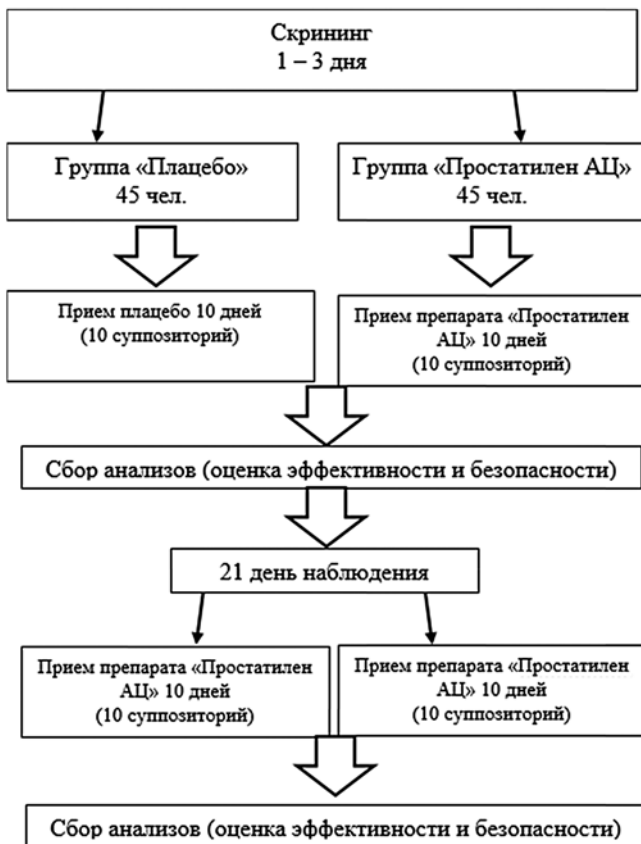 Скрининг
1 – 3 дня
Группа «Плацебо»
45 чел.
Группа «Простатилен АЦ»
45 чел.
Прием плацебо 10 дней
(10 суппозиторий)
Прием препарата «Простатилен
АЦ» 10 дней
(10 суппозиторий)
Сбор анализов (оценка эффективности и безопасности)
21 день наблюдения
Прием препарата «Простатилен
АЦ» 10 дней
(10 суппозиторий)
Прием препарата «Простатилен
АЦ» 10 дней
(10 суппозиторий)
Сбор анализов (оценка эффективности и безопасности)